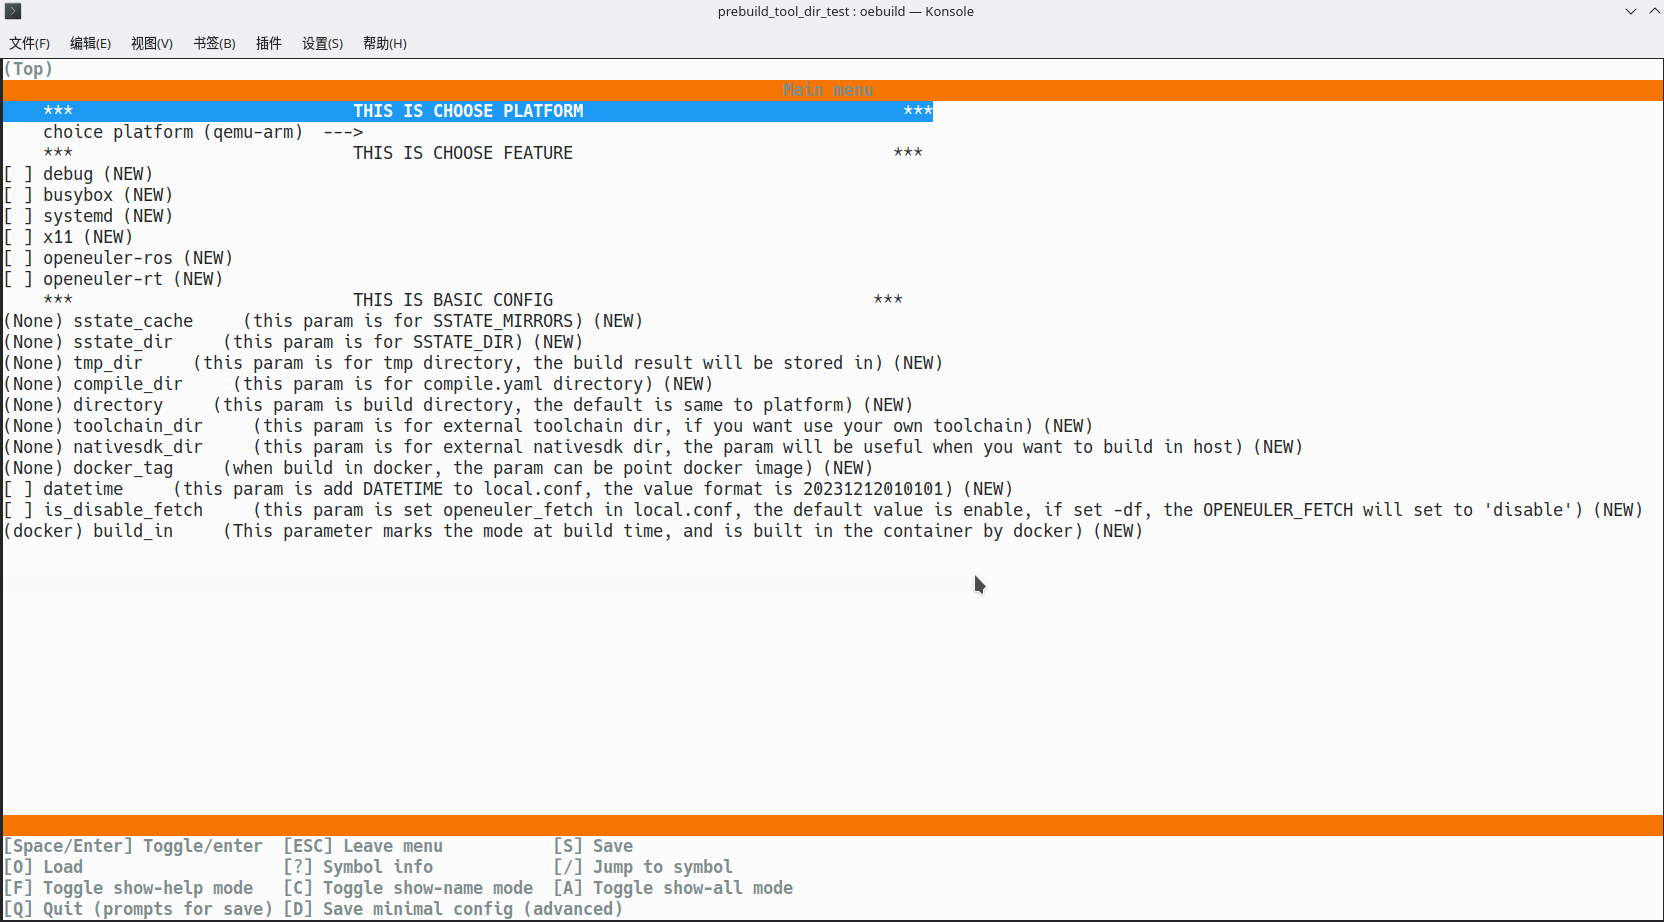 prebuild_tool_dir_test : oebuild — Konsole
文件(F) 编辑(E) 视图(V) 书签(B) 插件 设置(S) 帮助(H)
(Top)
Main menu
*** THIS IS CHOOSE PLATFORM ***
choice platform (qemu-arm) --->
*** THIS IS CHOOSE FEATURE ***
[ ] debug (NEW)
[ ] busybox (NEW)
[ ] systemd (NEW)
[ ] x11 (NEW)
[ ] openeuler-ros (NEW)
[ ] openeuler-rt (NEW)
*** THIS IS BASIC CONFIG ***
(None) sstate_cache (this param is for SSTATE_MIRRORS) (NEW)
(None) sstate_dir (this param is for SSTATE_DIR) (NEW)
(None) tmp_dir (this param is for tmp directory, the build result will be stored in) (NEW)
(None) compile_dir (this param is for compile.yaml directory) (NEW)
(None) directory (this param is build directory, the default is same to platform) (NEW)
(None) toolchain_dir (this param is for external toolchain dir, if you want use your own toolchain) (NEW)
(None) nativesdk_dir (this param is for external nativesdk dir, the param will be useful when you want to build in host) (NEW)
(None) docker_tag (when build in docker, the param can be point docker image) (NEW)
[ ] datetime (this param is add DATETIME to local.conf, the value format is 20231212010101) (NEW)
[ ] is_disable_fetch (this param is set openeuler_fetch in local.conf, the default value is enable, if set -df, the OPENEULER_FETCH will set to 'disable') (NEW)
(docker) build_in (This parameter marks the mode at build time, and is built in the container by docker) (NEW)
[Space/Enter] Toggle/enter [ESC] Leave menu [S] Save
[O] Load [?] Symbol info [/] Jump to symbol
[F] Toggle show-help mode [C] Toggle show-name mode [A] Toggle show-all mode
[Q] Quit (prompts for save) [D] Save minimal config (advanced)